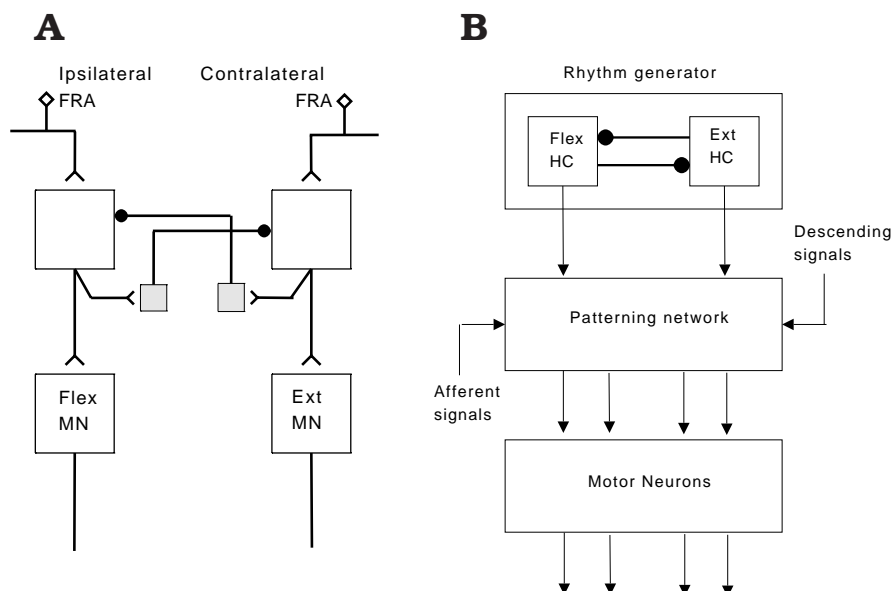 A
Ipsilateral
FRA
Contralateral
FRA
Flex
MN
Ext
MN
B
Rhythm generator
Flex
HC
Ext
HC
Descending
signals
Patterning network
Afferent
signals
Motor Neurons